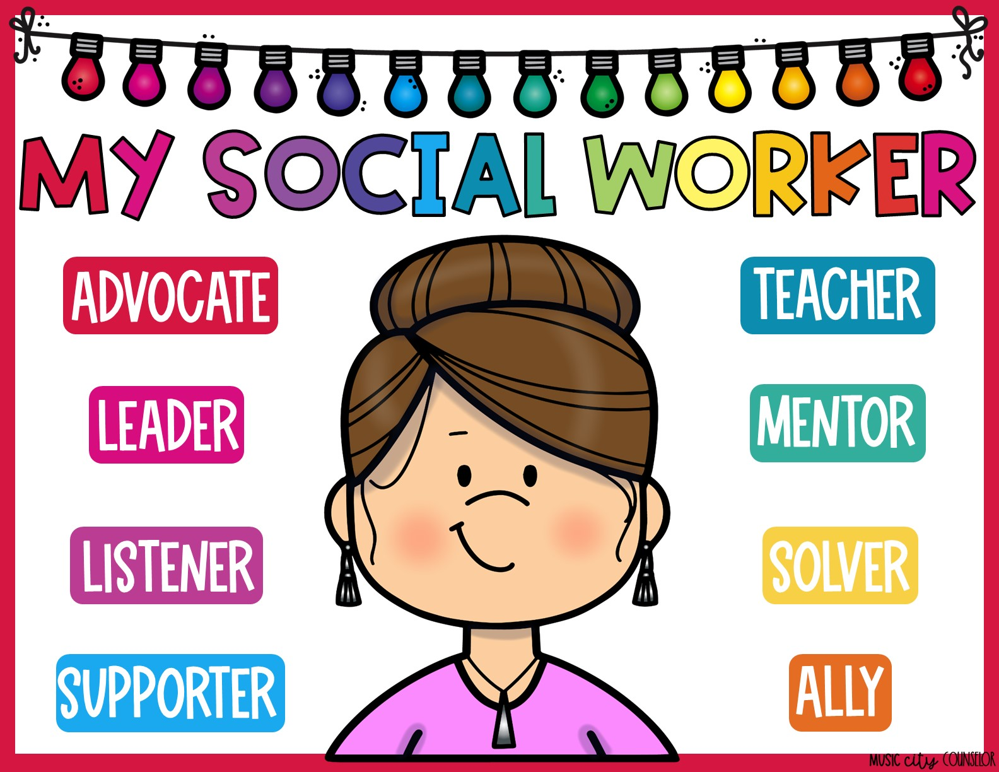 MY SOCIAL WORKER
ADVOCATE
LEADER
LISTENER
SUPPORTER
TEACHER
MENTOR
SOLVER
ALLY
MUSIC city COUNSELOR